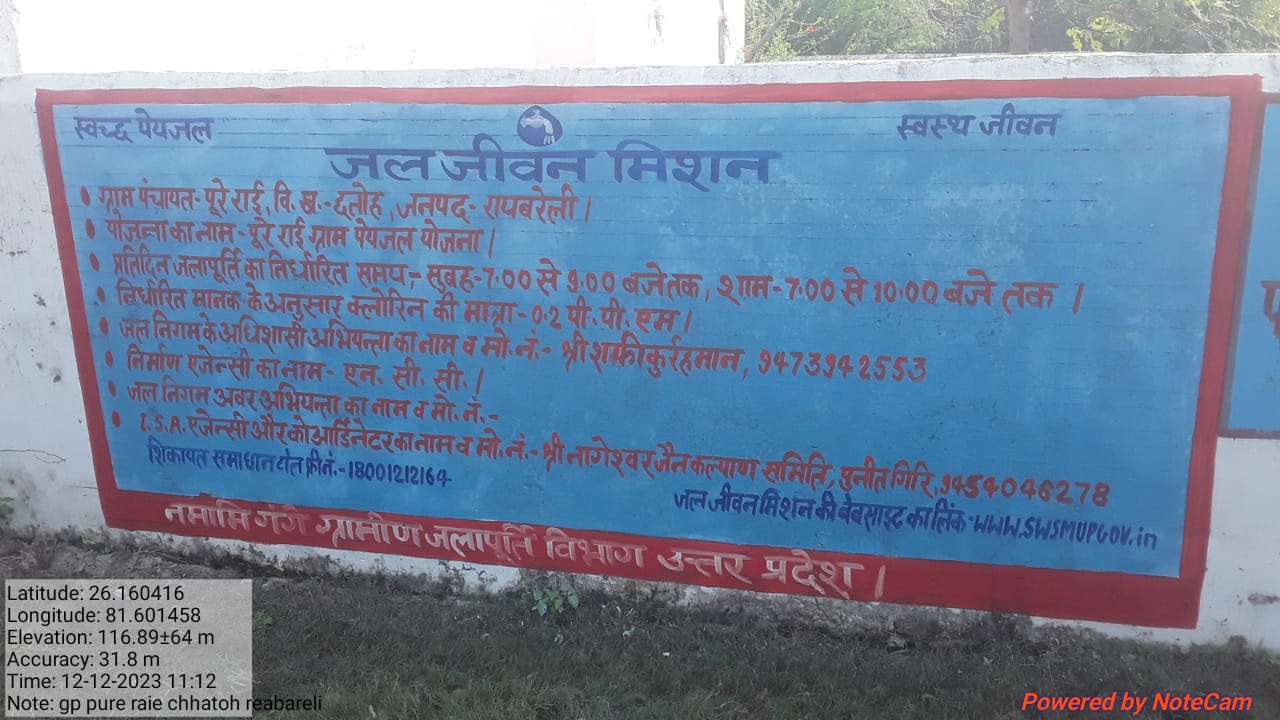 स्वच्छ पेयजल
स्वस्थ जीवन
जल जीवन मिशन
• ग्राम पंचायत- पूरे राई, वि.ख.-दतोह, जनपद- रायबरेली।
• योजना का नाम- पूरे राई ग्राम पेयजल योजना।
• प्रतिदिन जलापूर्ति का निर्धारित समय- सुबह-7.00 से 9.00 बजे तक, शाम-7.00 से 10.00 बजे तक।
• निर्धारित मानक के अनुसार क्लोरिन की मात्रा-0.2 पी.पी.एम।
• जल निगम के अधिशासी अभियन्ता का नाम व मो.नं.- श्री शफ़ीकुर्रहमान, 9473942553
• निर्माण एजेन्सी का नाम- एन. सी. सी.।
• जल निगम अवर अभियन्ता का नाम व मो. नं.-
• I.S.A. एजेन्सी और कोआर्डिनेटर का नाम व मो.नं.- श्री नागेश्वर जैन कल्याण समिति, पुनीत गिरि, 9454046278
शिकायत समाधान टोल फ्री नं.-18001212164
जल जीवन मिशन की वेबसाइट का लिंक-WWW.SWSMUPGOV.in
नमामि गंगे ग्रामीण जलापूर्ति विभाग उत्तर प्रदेश।
Latitude: 26.160416
Longitude: 81.601458
Elevation: 116.89±64 m
Accuracy: 31.8 m
Time: 12-12-2023 11:12
Note: gp pure raie chhatoh reabareli
Powered by NoteCam